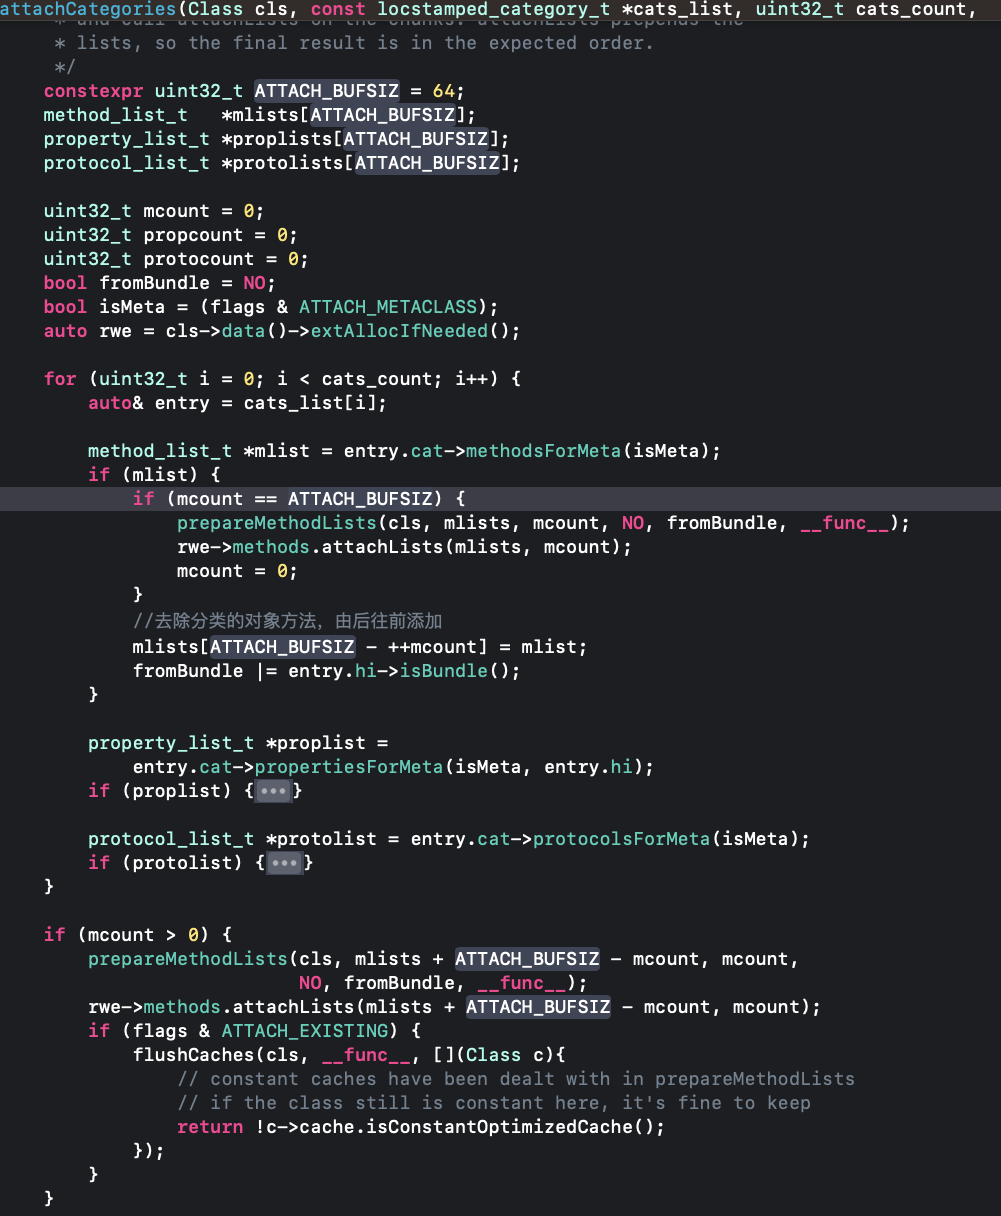 attachCategories(Class cls, const locstamped_category_t *cats_list, uint32_t cats_count,
* and call attachLists on the chunks. attachLists prepends the
* lists, so the final result is in the expected order.
*/
constexpr uint32_t ATTACH_BUFSIZ = 64;
method_list_t   *mlists[ATTACH_BUFSIZ];
property_list_t *proplists[ATTACH_BUFSIZ];
protocol_list_t *protolists[ATTACH_BUFSIZ];
uint32_t mcount = 0;
uint32_t propcount = 0;
uint32_t protocount = 0;
bool fromBundle = NO;
bool isMeta = (flags & ATTACH_METACLASS);
auto rwe = cls->data()->extAllocIfNeeded();
for (uint32_t i = 0; i < cats_count; i++) {
auto& entry = cats_list[i];
method_list_t *mlist = entry.cat->methodsForMeta(isMeta);
if (mlist) {
if (mcount == ATTACH_BUFSIZ) {
prepareMethodLists(cls, mlists, mcount, NO, fromBundle, __func__);
rwe->methods.attachLists(mlists, mcount);
mcount = 0;
}
//去除分类的对象方法，由后往前添加
mlists[ATTACH_BUFSIZ - ++mcount] = mlist;
fromBundle |= entry.hi->isBundle();
}
property_list_t *proplist =
entry.cat->propertiesForMeta(isMeta, entry.hi);
if (proplist) {•••}
protocol_list_t *protolist = entry.cat->protocolsForMeta(isMeta);
if (protolist) {•••}
}
if (mcount > 0) {
prepareMethodLists(cls, mlists + ATTACH_BUFSIZ - mcount, mcount,
NO, fromBundle, __func__);
rwe->methods.attachLists(mlists + ATTACH_BUFSIZ - mcount, mcount);
if (flags & ATTACH_EXISTING) {
flushCaches(cls, __func__, [](Class c){
// constant caches have been dealt with in prepareMethodLists
// if the class still is constant here, it's fine to keep
return !c->cache.isConstantOptimizedCache();
});
}
}